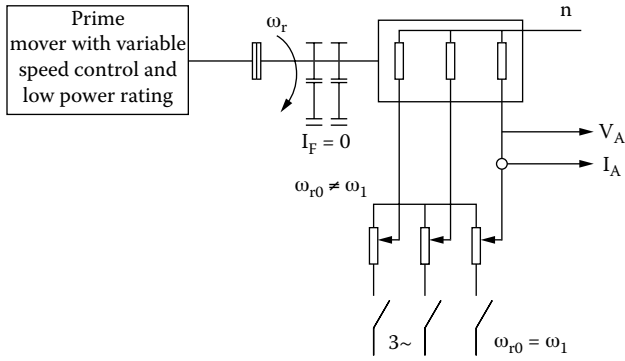 Prime
mover with variable
speed control and
low power rating
ω_r
n
V_A
I_A
I_F = 0
ω_r0 ≠ ω_1
3~
ω_r0 = ω_1